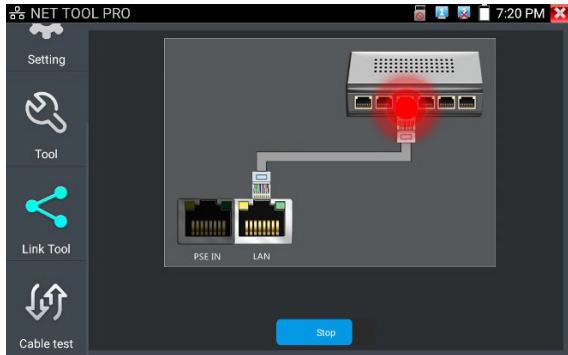 NET TOOL PRO
7:20 PM
Setting
Tool
Link Tool
Cable test
PSE IN
LAN
Stop